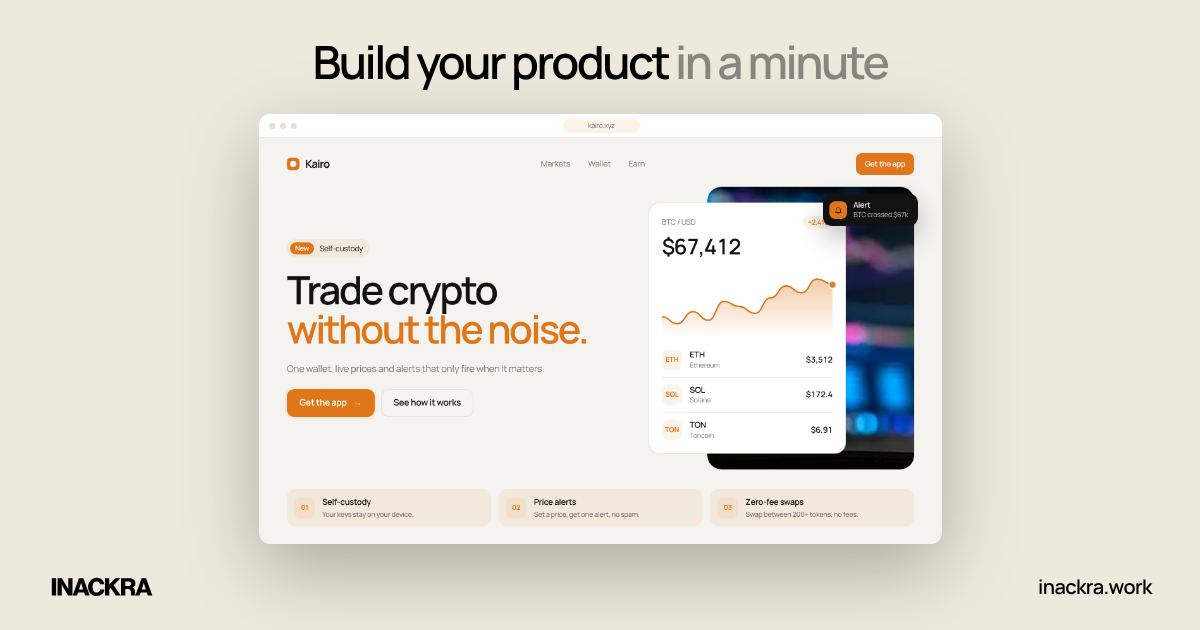 Build your product in a minute
kairo.xyz
Kairo
Markets Wallet Earn
Get the app
New Self-custody
Trade crypto
without the noise.
One wallet, live prices and alerts that only fire when it matters.
Get the app →
See how it works
BTC / USD
$67,412
Alert
BTC crossed $67k
ETH ETH $3,512
Ethereum
SOL SOL $172.4
Solana
TON TON $6.91
Toncoin
01 Self-custody
Your keys stay on your device.
02 Price alerts
Set a price, get one alert, no spam.
03 Zero-fee swaps
Swap between 200+ tokens, no fees.
INACKRA
inackra.work